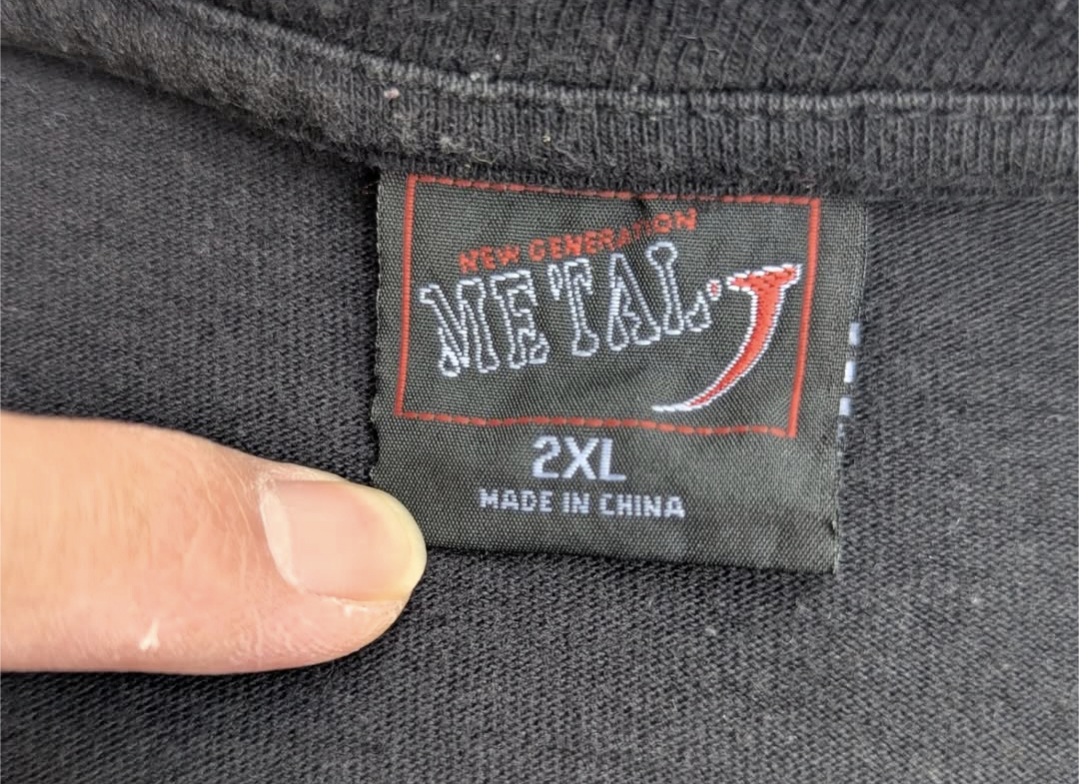 NEW GENERATION
METAL
2XL
MADE IN CHINA